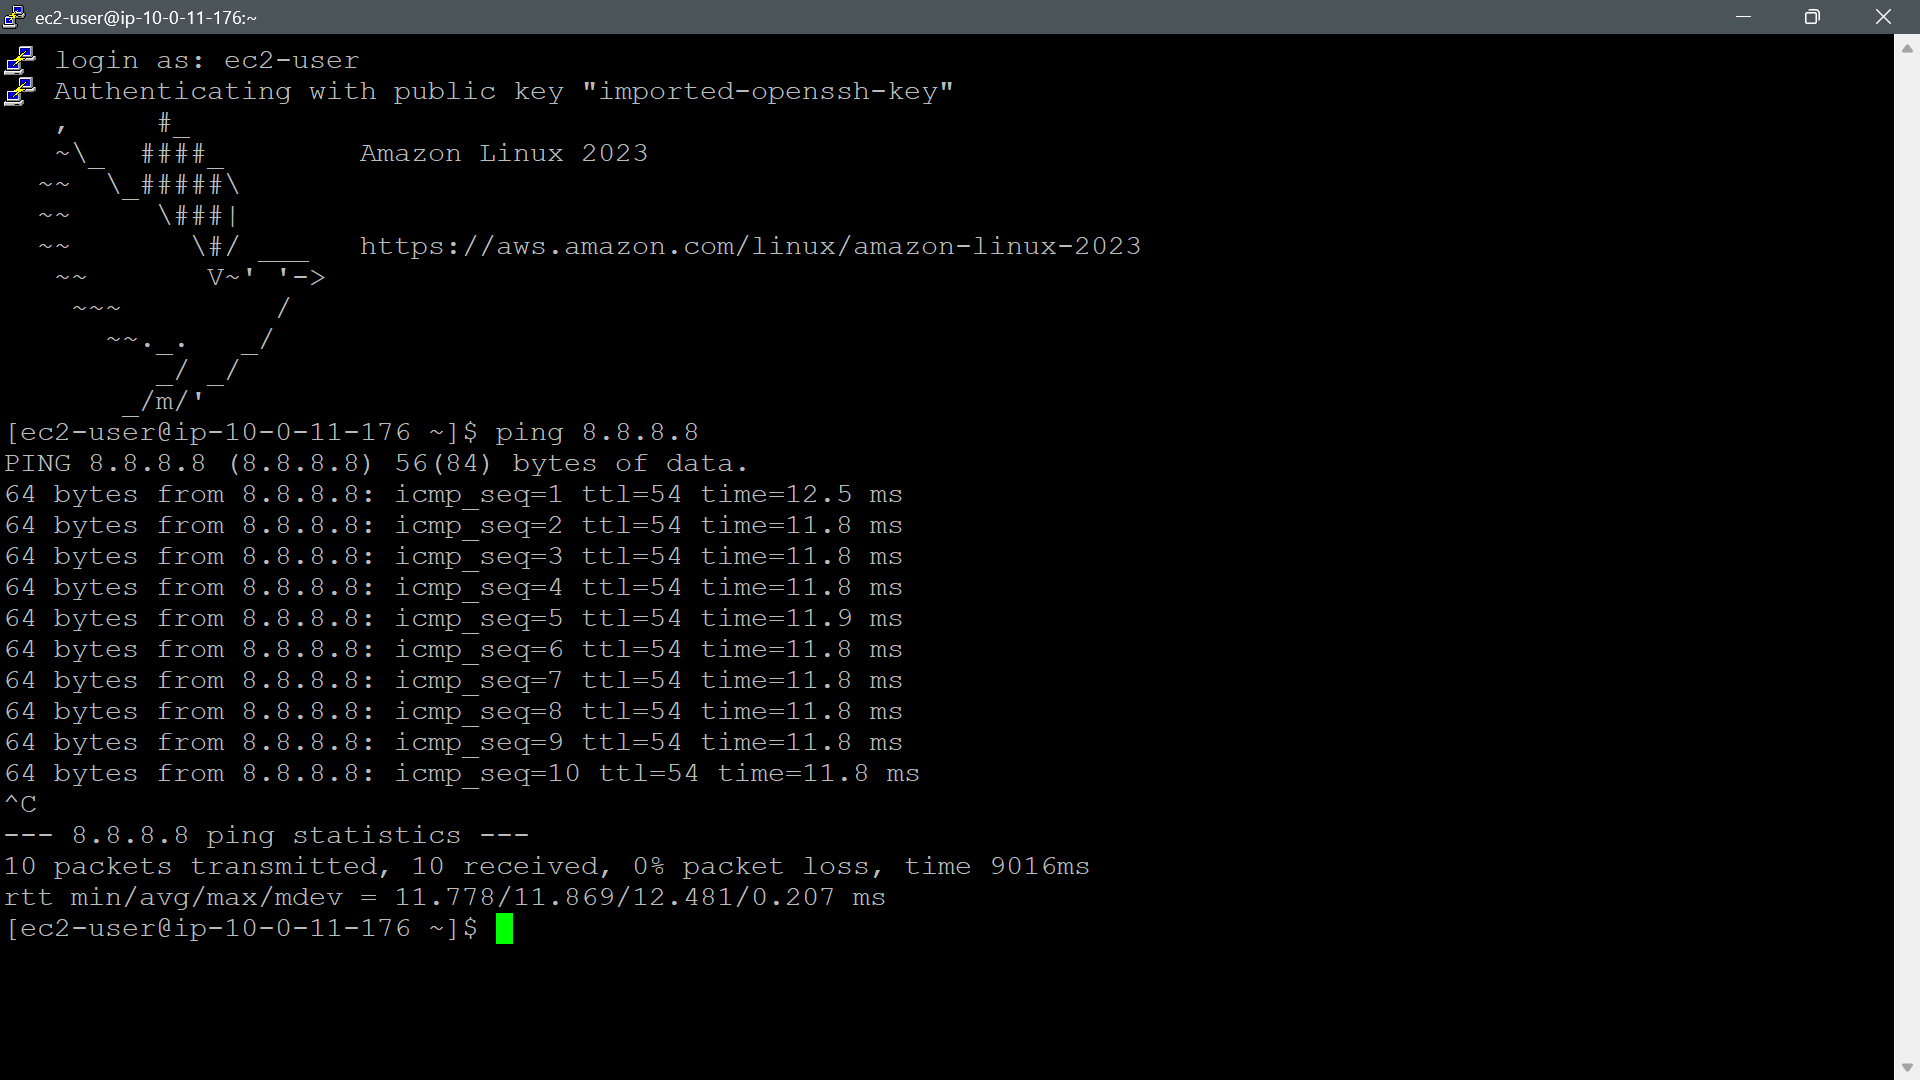 ec2-user@ip-10-0-11-176:~
login as: ec2-user
Authenticating with public key "imported-openssh-key"
   ,     #_
   ~\_  ####_        Amazon Linux 2023
  ~~  \_#####\
  ~~     \###|
  ~~       \#/ ___   https://aws.amazon.com/linux/amazon-linux-2023
   ~~       V~' '->
    ~~~         /
      ~~._.   _/
         _/ _/
       _/m/'
[ec2-user@ip-10-0-11-176 ~]$ ping 8.8.8.8
PING 8.8.8.8 (8.8.8.8) 56(84) bytes of data.
64 bytes from 8.8.8.8: icmp_seq=1 ttl=54 time=12.5 ms
64 bytes from 8.8.8.8: icmp_seq=2 ttl=54 time=11.8 ms
64 bytes from 8.8.8.8: icmp_seq=3 ttl=54 time=11.8 ms
64 bytes from 8.8.8.8: icmp_seq=4 ttl=54 time=11.8 ms
64 bytes from 8.8.8.8: icmp_seq=5 ttl=54 time=11.9 ms
64 bytes from 8.8.8.8: icmp_seq=6 ttl=54 time=11.8 ms
64 bytes from 8.8.8.8: icmp_seq=7 ttl=54 time=11.8 ms
64 bytes from 8.8.8.8: icmp_seq=8 ttl=54 time=11.8 ms
64 bytes from 8.8.8.8: icmp_seq=9 ttl=54 time=11.8 ms
64 bytes from 8.8.8.8: icmp_seq=10 ttl=54 time=11.8 ms
^C
--- 8.8.8.8 ping statistics ---
10 packets transmitted, 10 received, 0% packet loss, time 9016ms
rtt min/avg/max/mdev = 11.778/11.869/12.481/0.207 ms
[ec2-user@ip-10-0-11-176 ~]$